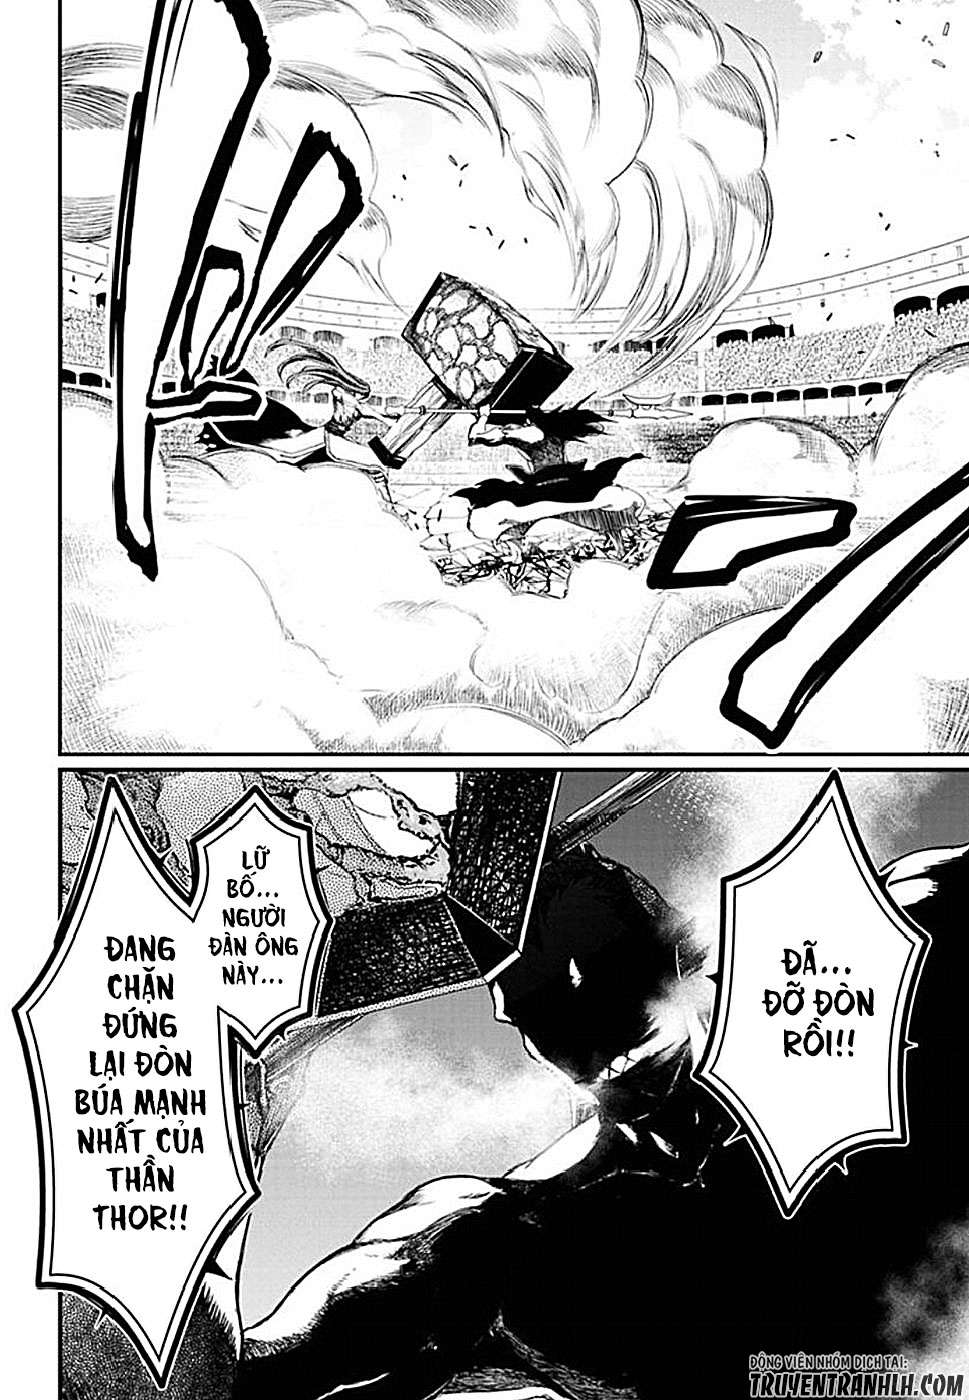 ĐÃ...
ĐỠ ĐÒN
RỒI!!
LỮ
BỐ...
NGƯỜI
ĐÀN ÔNG
NÀY...
ĐANG
CHẶN
ĐỨNG
LẠI ĐÒN
BÚA MẠNH
NHẤT CỦA
THẦN
THOR!!
ĐỘNG VIÊN NHÓM DỊCH TẠI:
TRUYENTRANHLH.COM